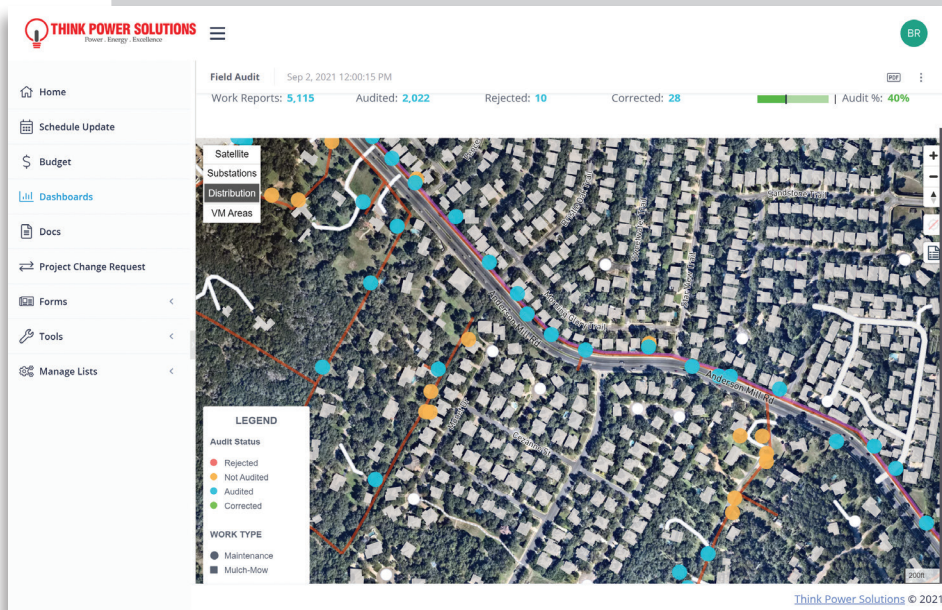 THINK POWER SOLUTIONS
Power . Energy . Excellence
BR
Home
Schedule Update
Budget
Dashboards
Docs
Project Change Request
Forms
Tools
Manage Lists
Field Audit
Sep 2, 2021 12:00:15 PM
PDF
Work Reports: 5,115 Audited: 2,022 Rejected: 10 Corrected: 28 | Audit %: 40%
Satellite
Substations
Distribution
VM Areas
Sandstone Trail
Anderson Mill Rd
Anderson Mill Rd
LEGEND
Audit Status
Rejected
Not Audited
Audited
Corrected
WORK TYPE
Maintenance
Mulch-Mow
200ft
Think Power Solutions © 2021